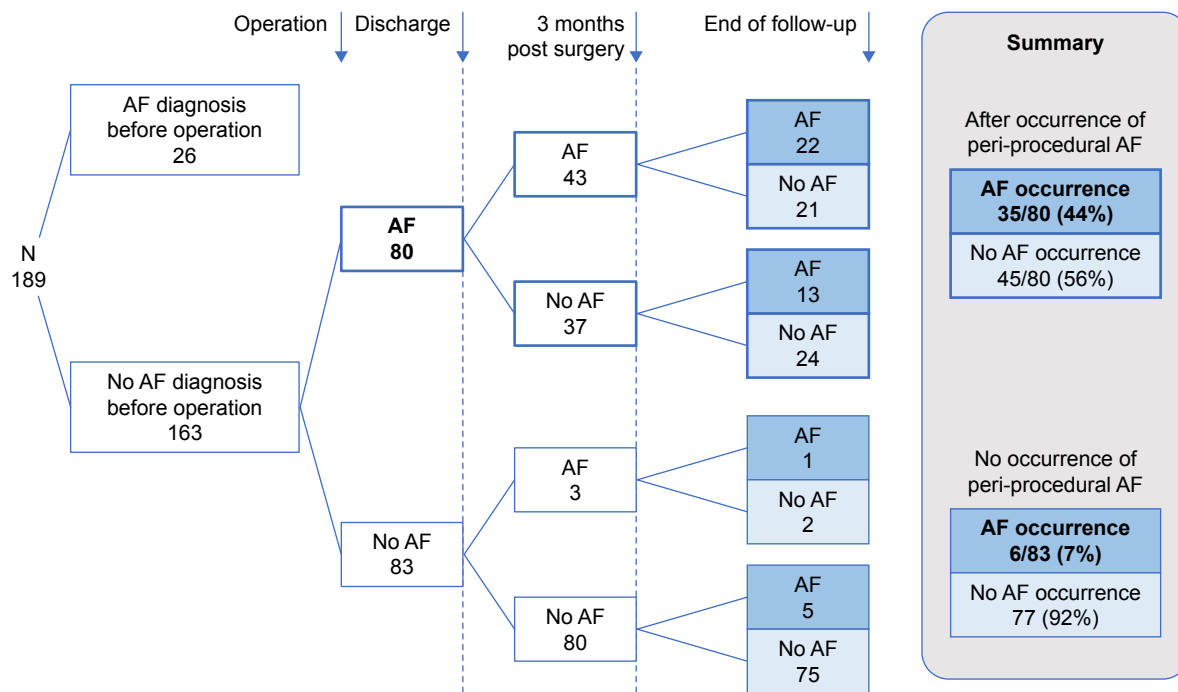 Operation
Discharge
3 months
post surgery
End of follow-up
N
189
AF diagnosis
before operation
26
No AF diagnosis
before operation
163
AF
80
No AF
83
AF
43
No AF
37
AF
3
No AF
80
AF
22
No AF
21
AF
13
No AF
24
AF
1
No AF
2
AF
5
No AF
75
Summary
After occurrence of
peri-procedural AF
AF occurrence
35/80 (44%)
No AF occurrence
45/80 (56%)
No occurrence of
peri-procedural AF
AF occurrence
6/83 (7%)
No AF occurrence
77 (92%)